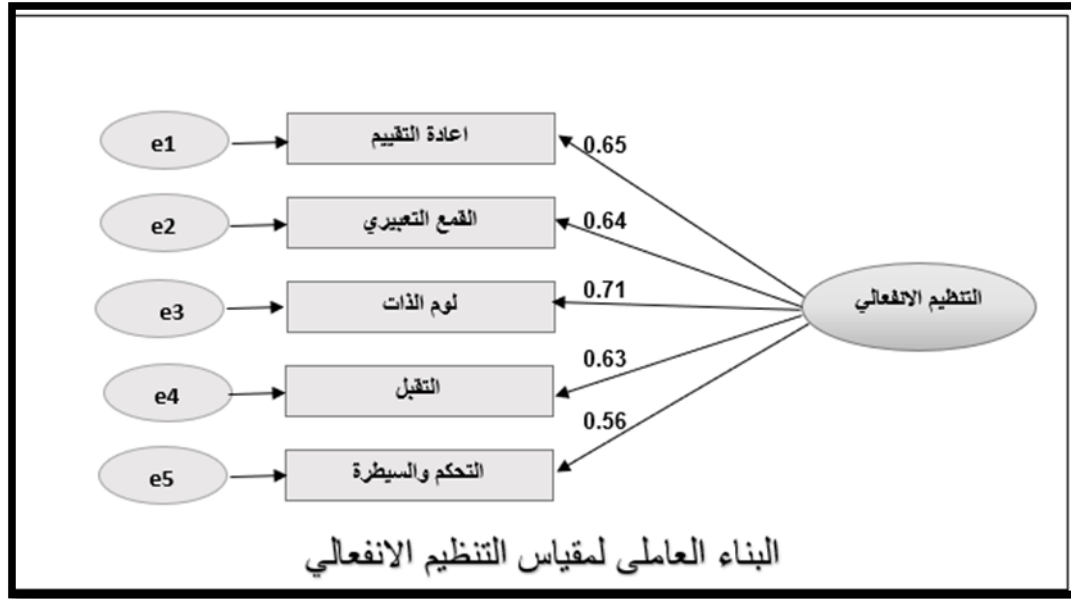 e1
اعادة التقييم
0.65
e2
القمع التعبيري
0.64
e3
لوم الذات
0.71
التنظيم الانفعالي
e4
التقبل
0.63
e5
التحكم والسيطرة
0.56
البناء العاملى لمقياس التنظيم الانفعالي